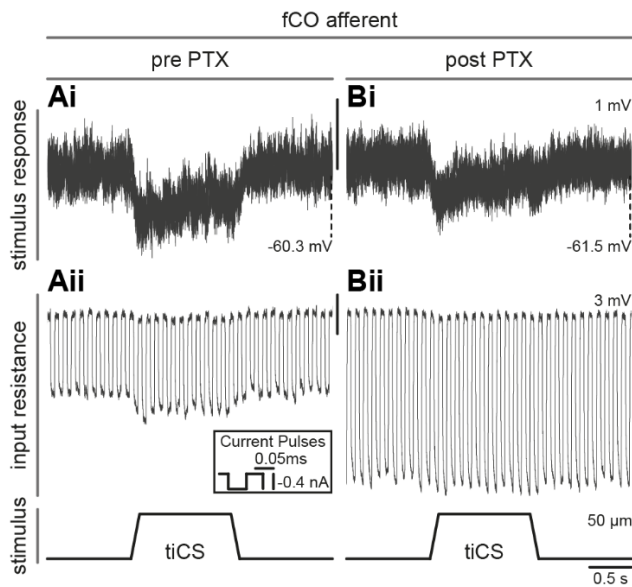 fCO afferent
pre PTX
post PTX
Ai
Bi
1 mV
stimulus response
-60.3 mV
-61.5 mV
Aii
Bii
3 mV
input resistance
Current Pulses
0.05ms
-0.4 nA
stimulus
tiCS
tiCS
50 µm
0.5 s